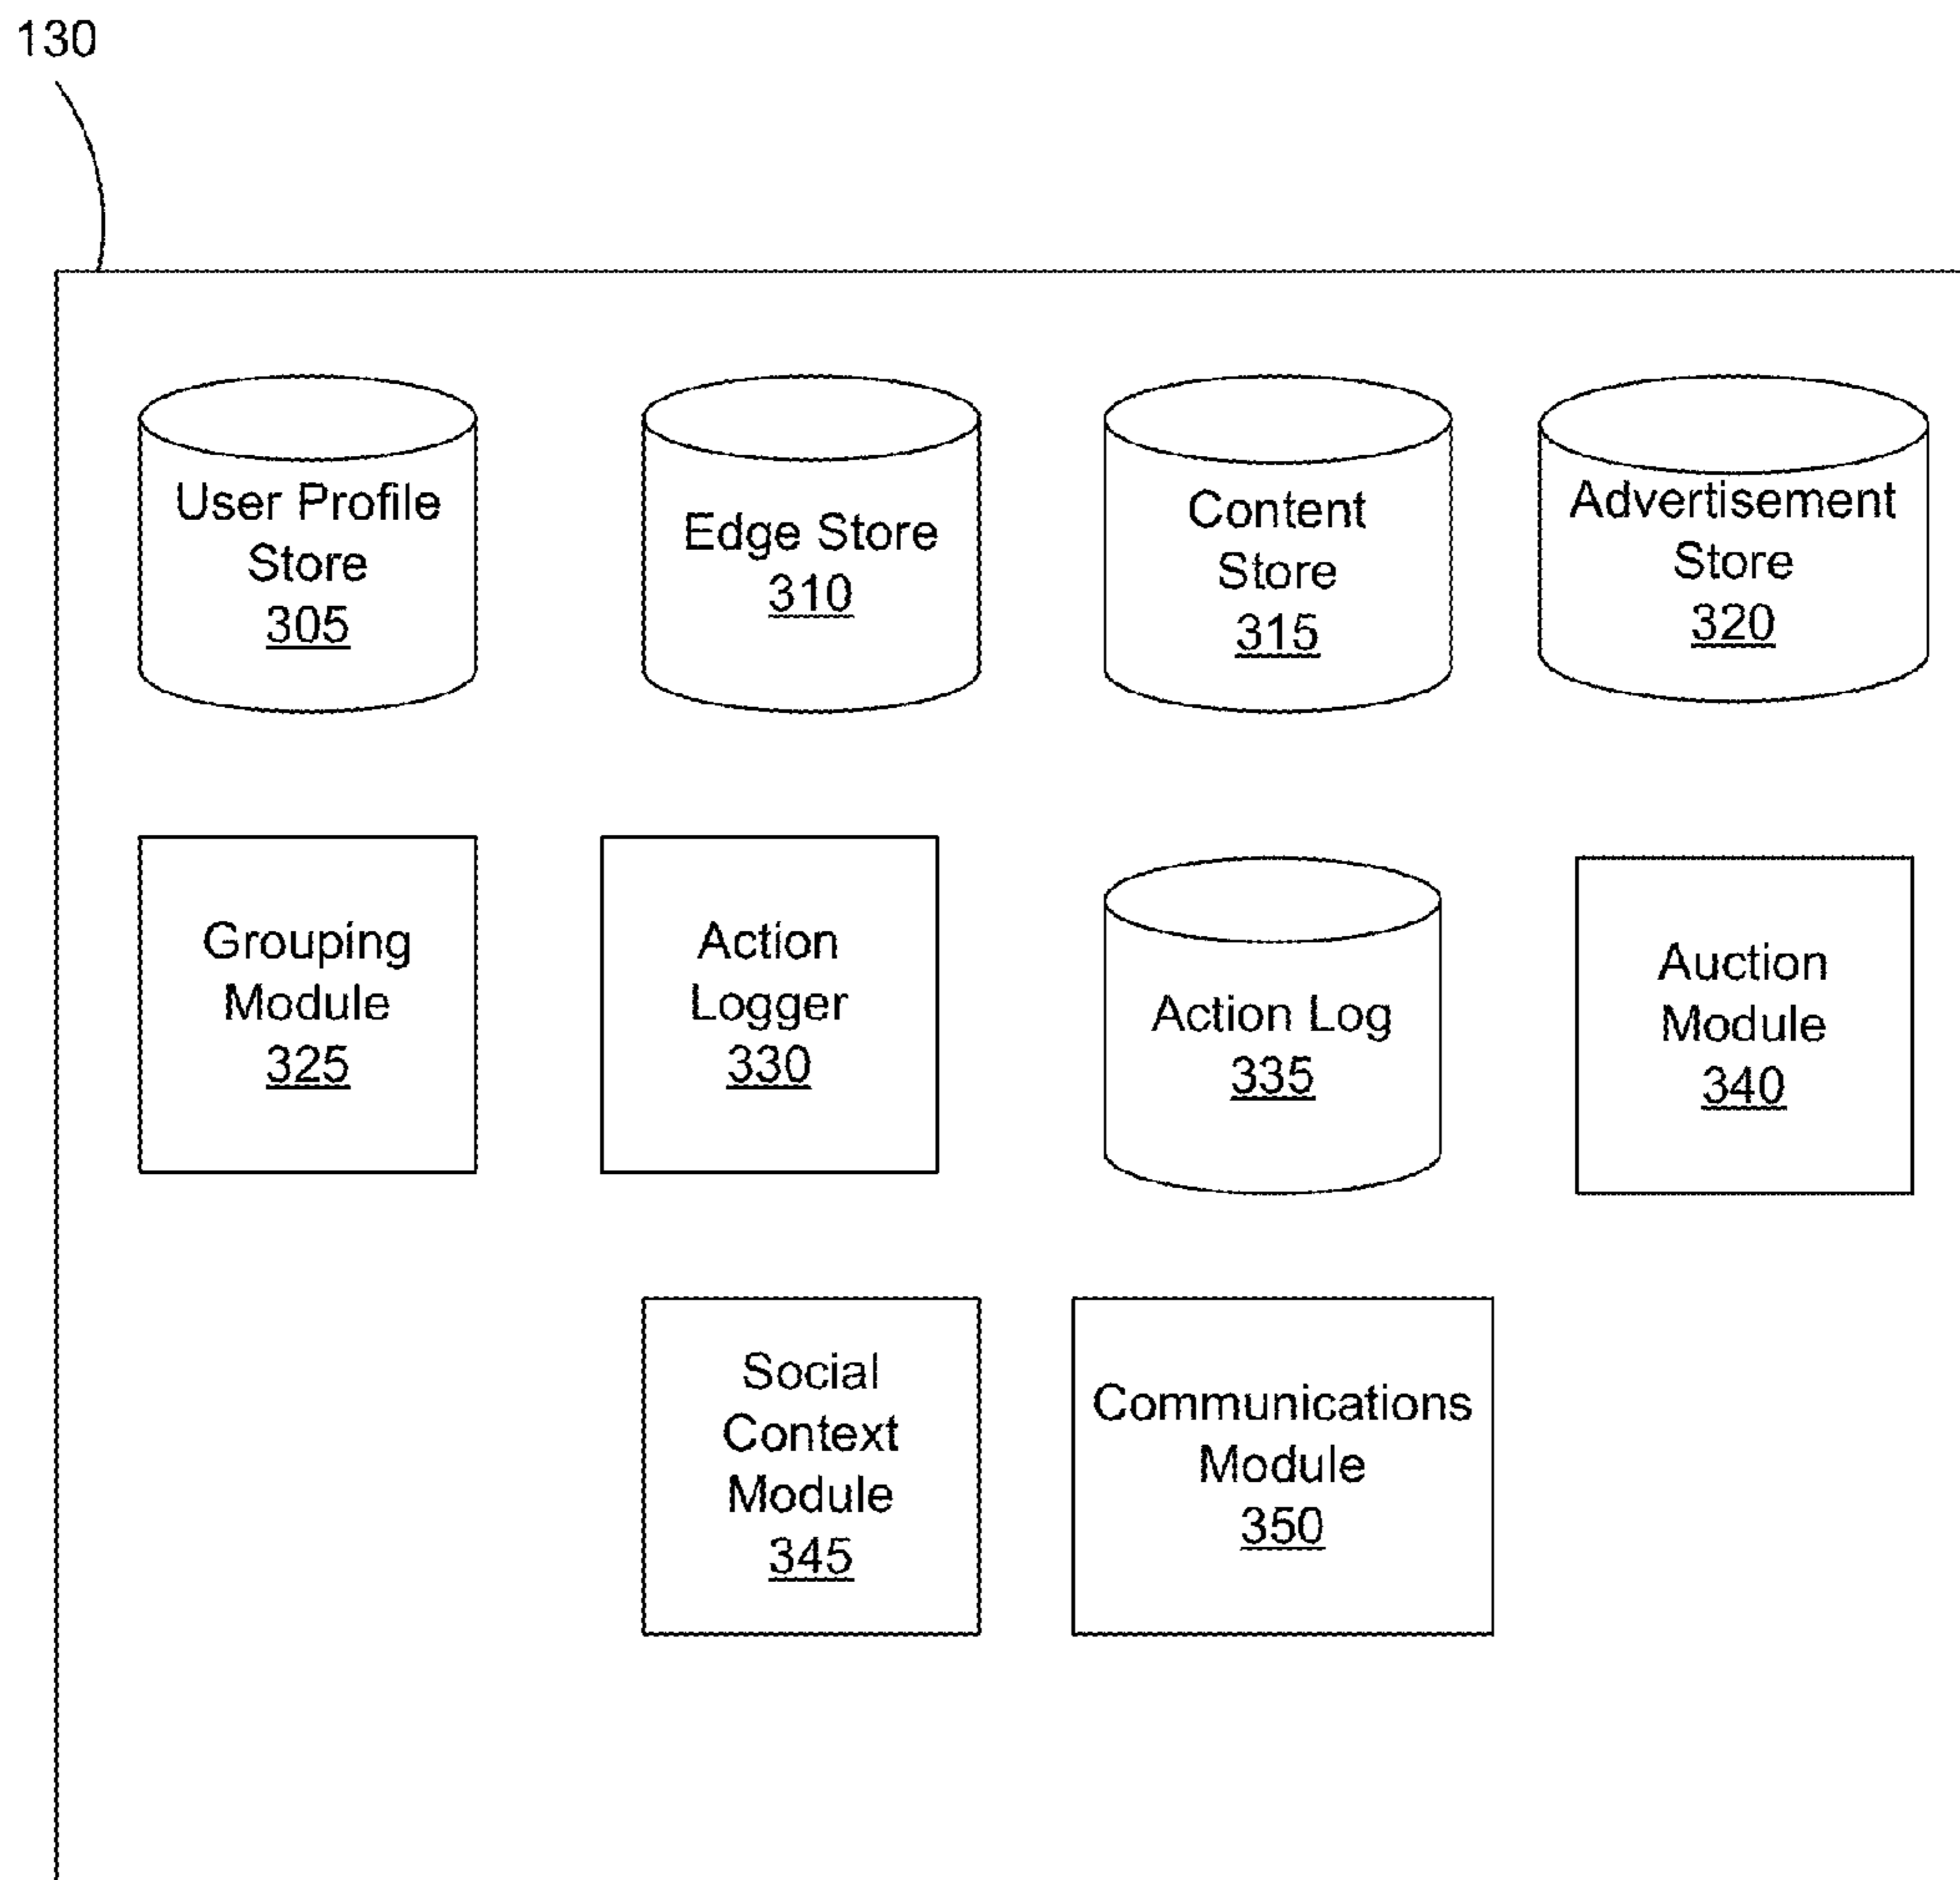 130
User Profile
Store
305
Edge Store
310
Content
Store
315
Advertisement
Store
320
Grouping
Module
325
Action
Logger
330
Action Log
335
Auction
Module
340
Social
Context
Module
345
Communications
Module
350